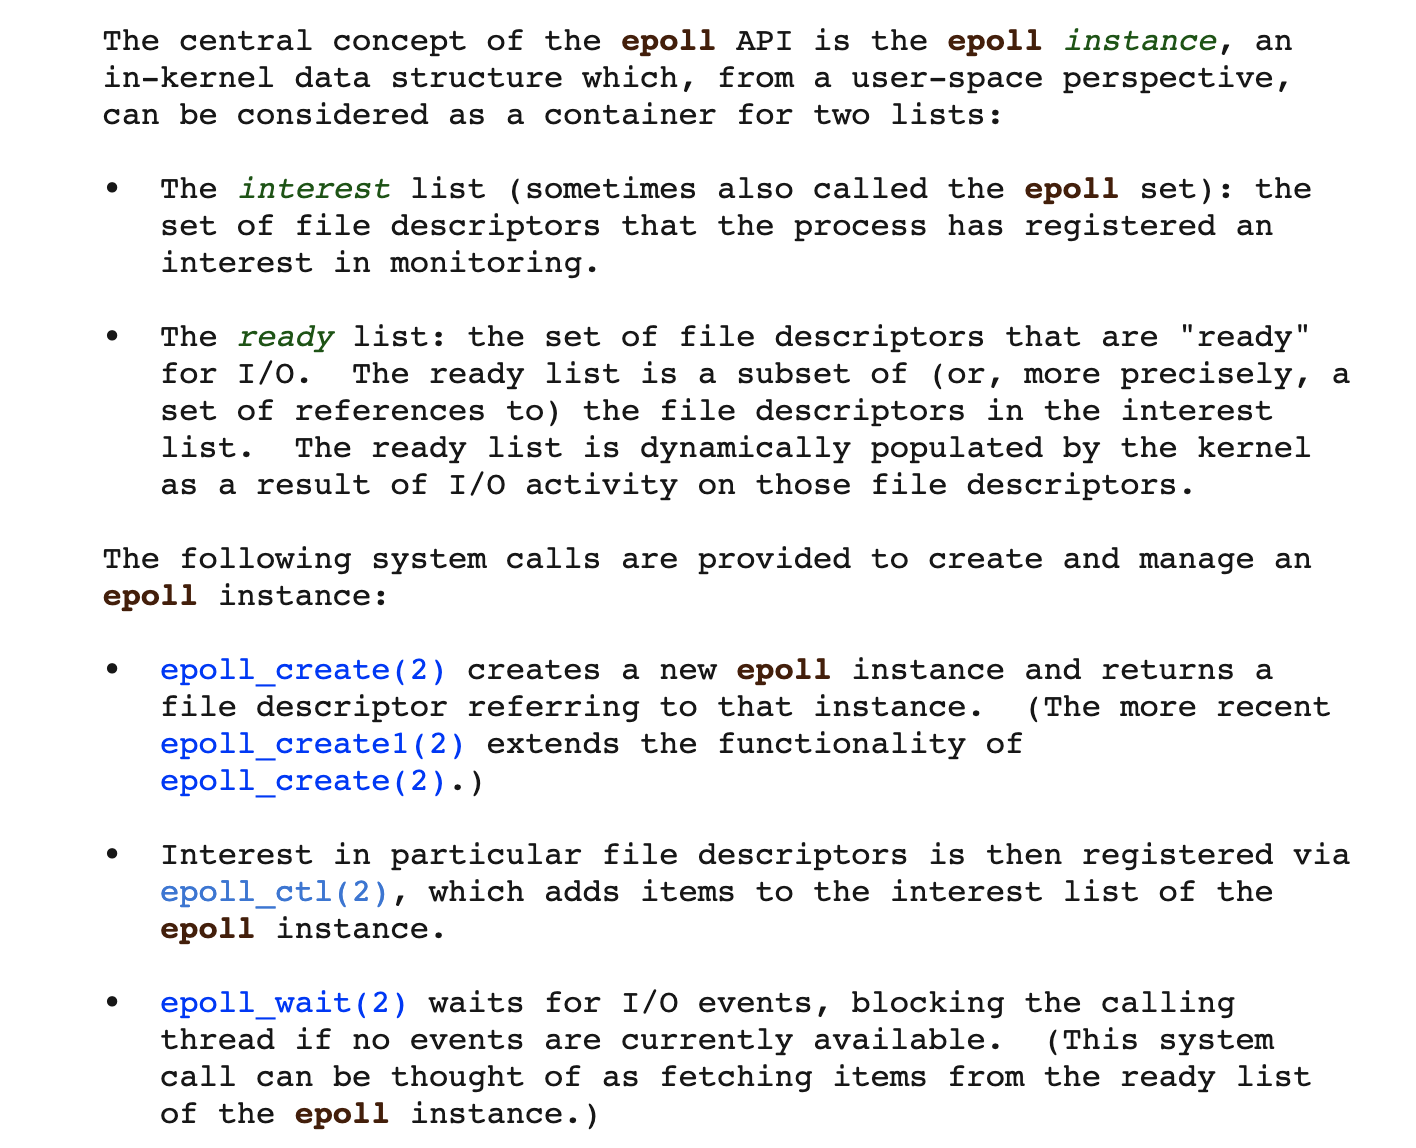 The central concept of the epoll API is the epoll instance, an
in-kernel data structure which, from a user-space perspective,
can be considered as a container for two lists:
• The interest list (sometimes also called the epoll set): the
set of file descriptors that the process has registered an
interest in monitoring.
• The ready list: the set of file descriptors that are "ready"
for I/O.  The ready list is a subset of (or, more precisely, a
set of references to) the file descriptors in the interest
list.  The ready list is dynamically populated by the kernel
as a result of I/O activity on those file descriptors.
The following system calls are provided to create and manage an
epoll instance:
• epoll_create(2) creates a new epoll instance and returns a
file descriptor referring to that instance.  (The more recent
epoll_create1(2) extends the functionality of
epoll_create(2).)
• Interest in particular file descriptors is then registered via
epoll_ctl(2), which adds items to the interest list of the
epoll instance.
• epoll_wait(2) waits for I/O events, blocking the calling
thread if no events are currently available.  (This system
call can be thought of as fetching items from the ready list
of the epoll instance.)